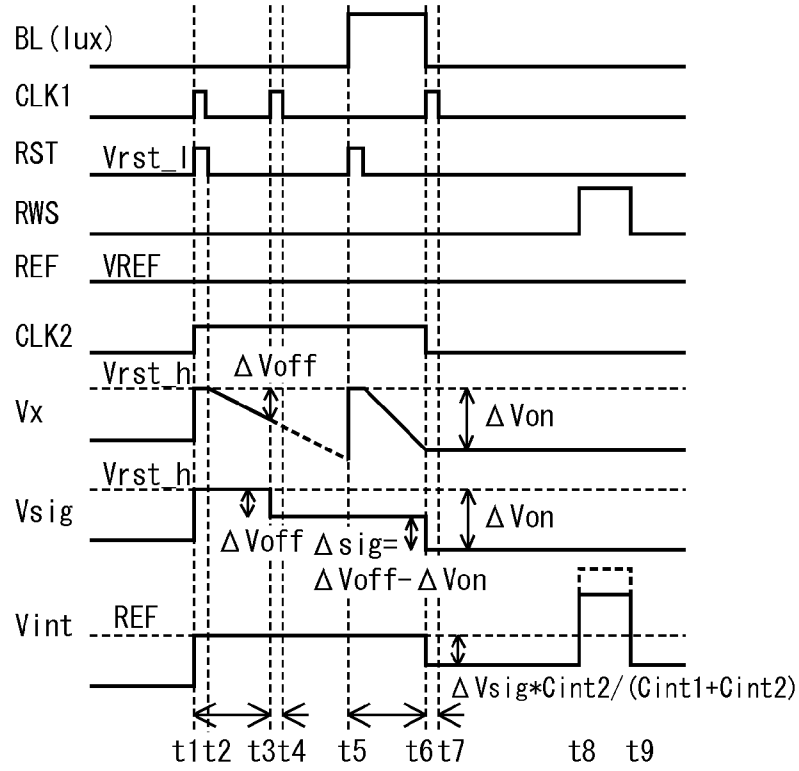 BL(lux)
CLK1
RST Vrst_l
RWS
REF VREF
CLK2
Vrst_h
ΔVoff
Vx
ΔVon
Vrst_h
Vsig
ΔVon
ΔVoff Δsig=
ΔVoff-ΔVon
Vint REF
ΔVsig*Cint2/(Cint1+Cint2)
t1 t2 t3 t4 t5 t6 t7 t8 t9